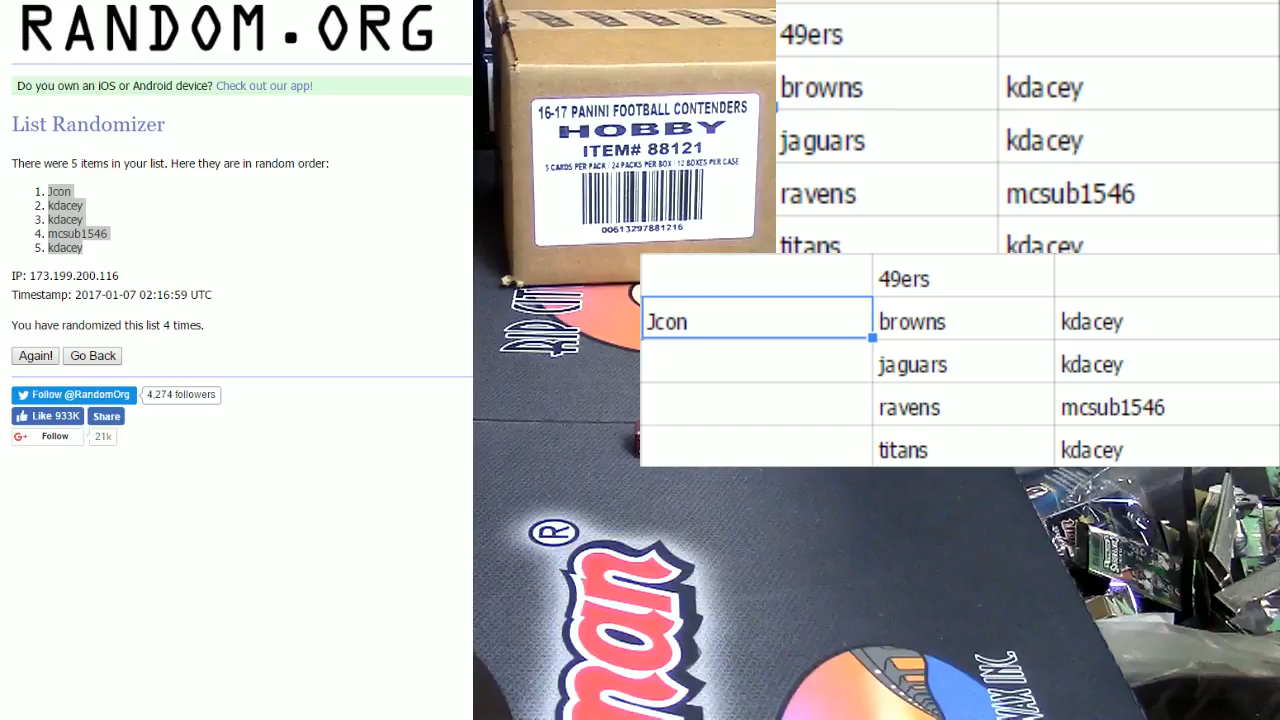 RANDOM.ORG
Do you own an iOS or Android device? Check out our app!
List Randomizer
There were 5 items in your list. Here they are in random order:
1. Jcon
2. kdacey
3. kdacey
4. mcsub1546
5. kdacey
IP: 173.199.200.116
Timestamp: 2017-01-07 02:16:59 UTC
You have randomized this list 4 times.
Again! Go Back
Follow @RandomOrg 4,274 followers
Like 933K Share
Follow 21k
16-17 PANINI FOOTBALL CONTENDERS
HOBBY
ITEM# 88121
5 CARDS PER PACK / 24 PACKS PER BOX / 12 BOXES PER CASE
00613297881216
49ers
browns kdacey
jaguars kdacey
ravens mcsub1546
titans kdacey
49ers
Jcon browns kdacey
jaguars kdacey
ravens mcsub1546
titans kdacey
®